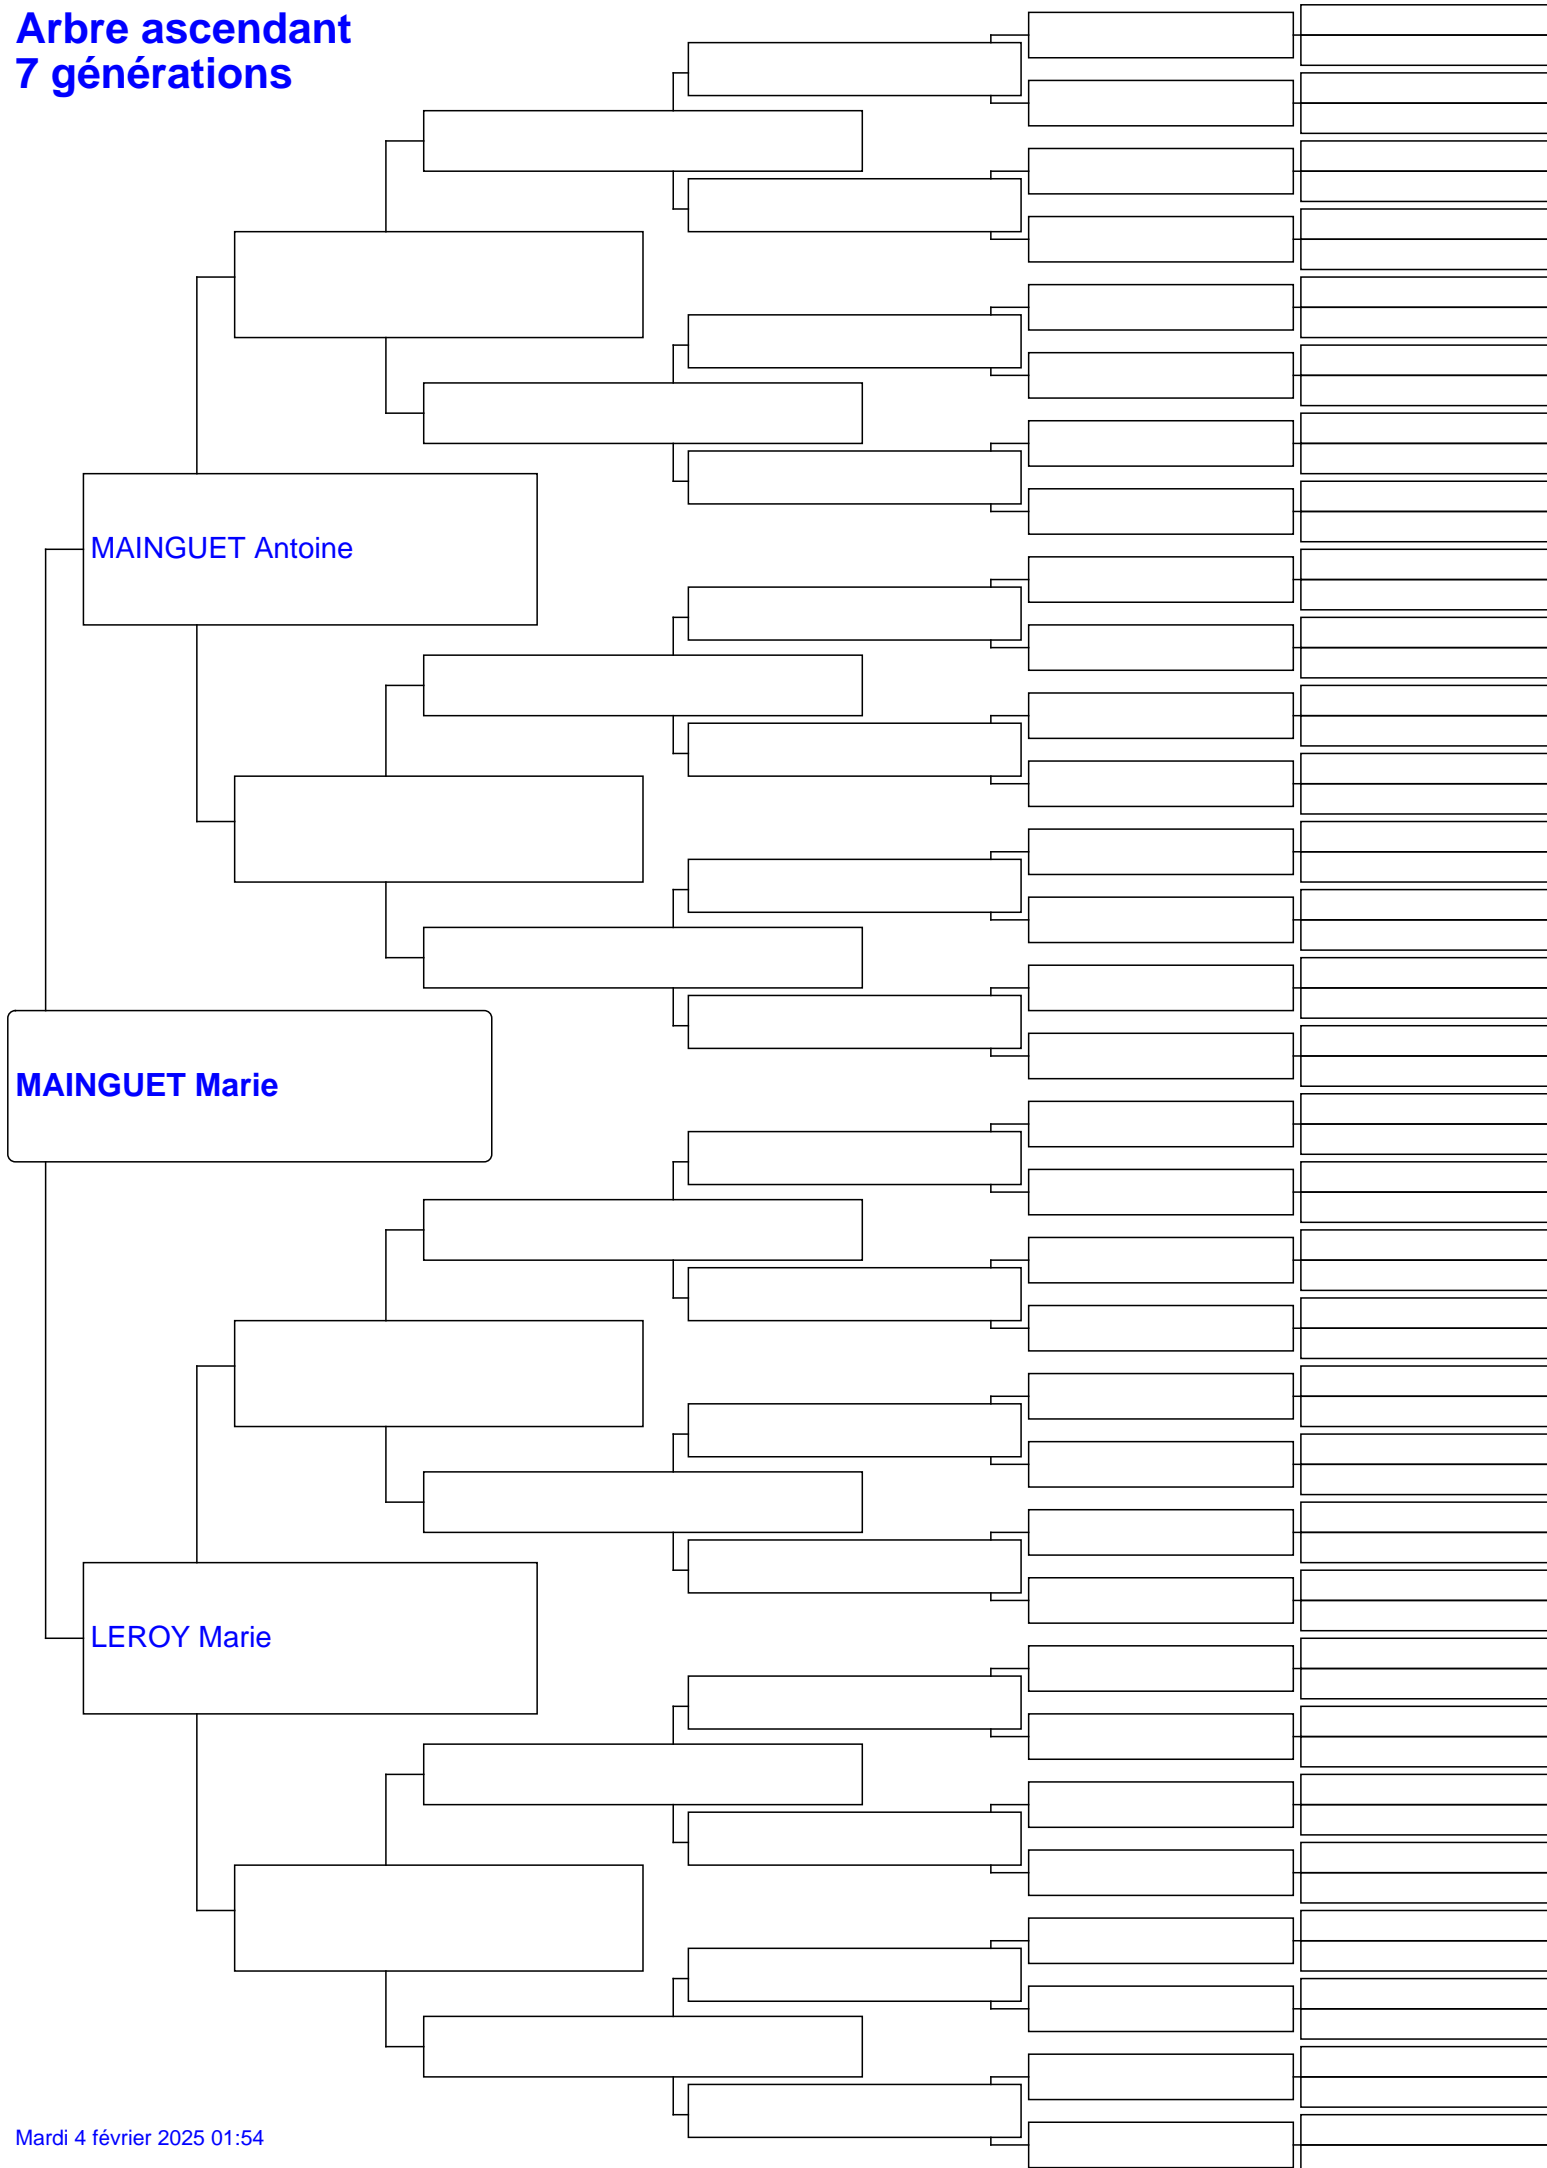 Arbre ascendant
7 générations
MAINGUET Antoine
MAINGUET Marie
LEROY Marie
Mardi 4 février 2025 01:54